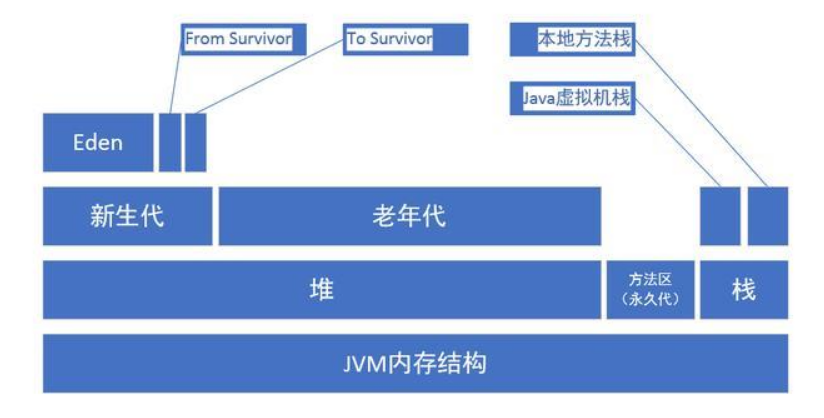 From Survivor
To Survivor
本地方法栈
Java虚拟机栈
Eden
新生代
老年代
堆
方法区
（永久代）
栈
JVM内存结构